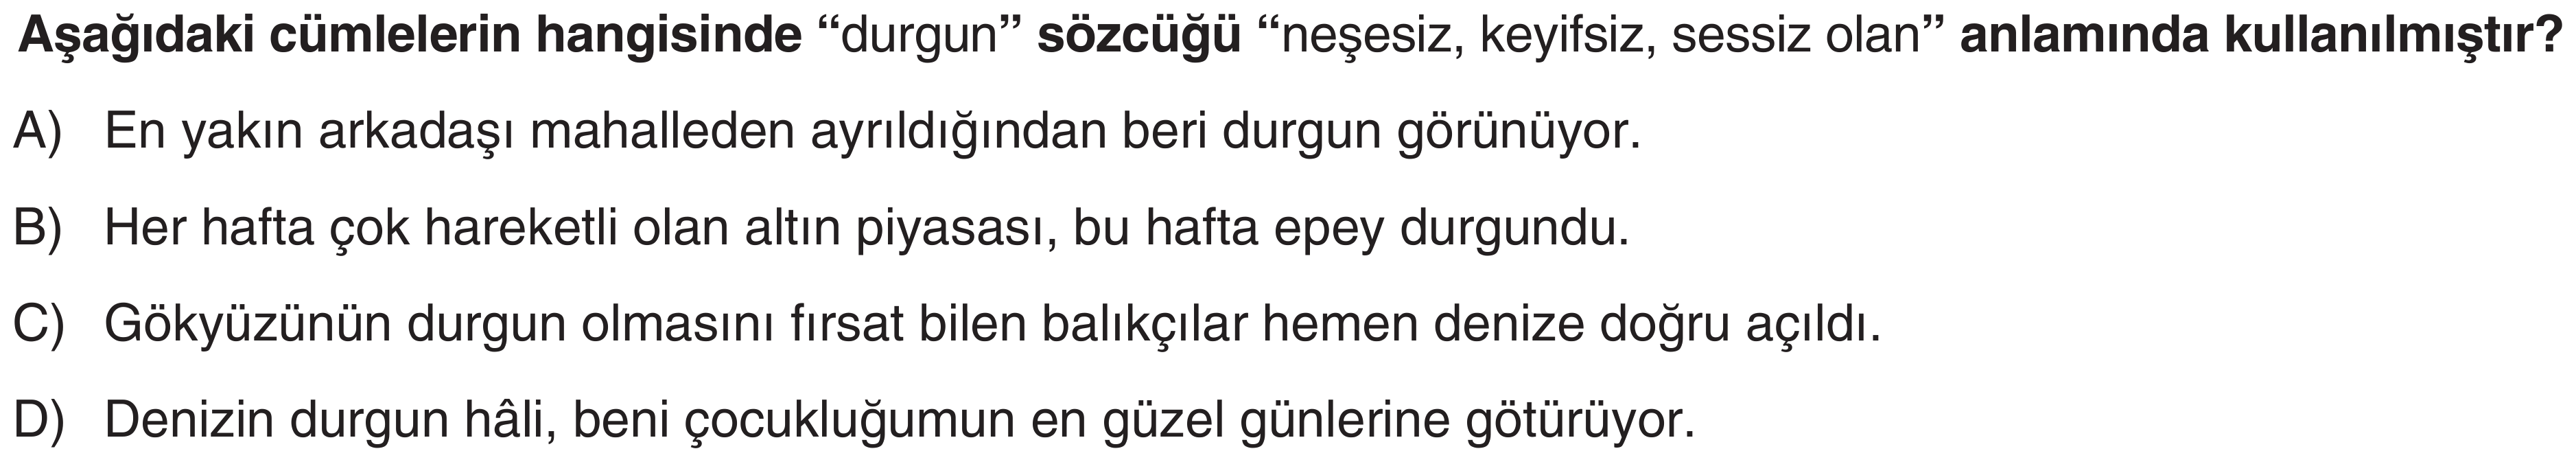 Aşağıdaki cümlelerin hangisinde “durgun” sözcüğü “neşesiz, keyifsiz, sessiz olan” anlamında kullanılmıştır?
A) En yakın arkadaşı mahalleden ayrıldığından beri durgun görünüyor.
B) Her hafta çok hareketli olan altın piyasası, bu hafta epey durgundu.
C) Gökyüzünün durgun olmasını fırsat bilen balıkçılar hemen denize doğru açıldı.
D) Denizin durgun hâli, beni çocukluğumun en güzel günlerine götürüyor.